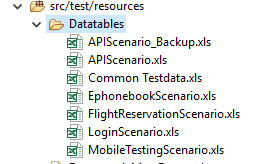 src/test/resources
Datatables
APIScenario_Backup.xls
APIScenario.xls
Common Testdata.xls
EphonebookScenario.xls
FlightReservationScenario.xls
LoginScenario.xls
MobileTestingScenario.xls